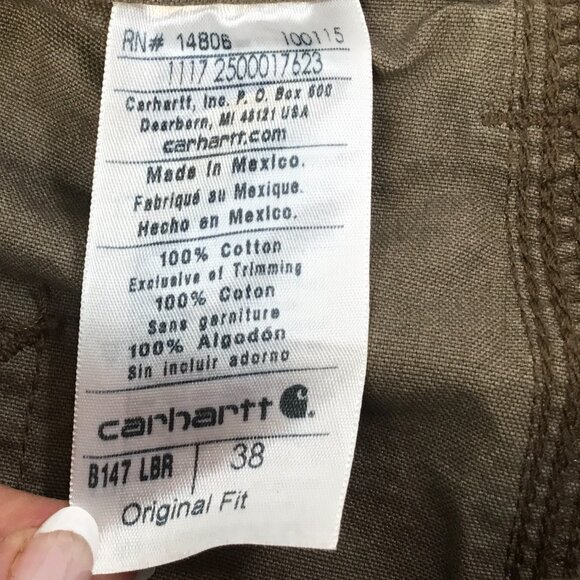 RN# 14806 100115
1117 2500017623
Carhartt, Inc. P. O. Box 600
Dearborn, MI 48121 USA
carhartt.com
Made in Mexico.
Fabriqué au Mexique.
Hecho en Mexico.
100% Cotton
Exclusive of Trimming
100% Coton
Sans garniture
100% Algodón
Sin incluir adorno
carhartt
B147 LBR 38
Original Fit